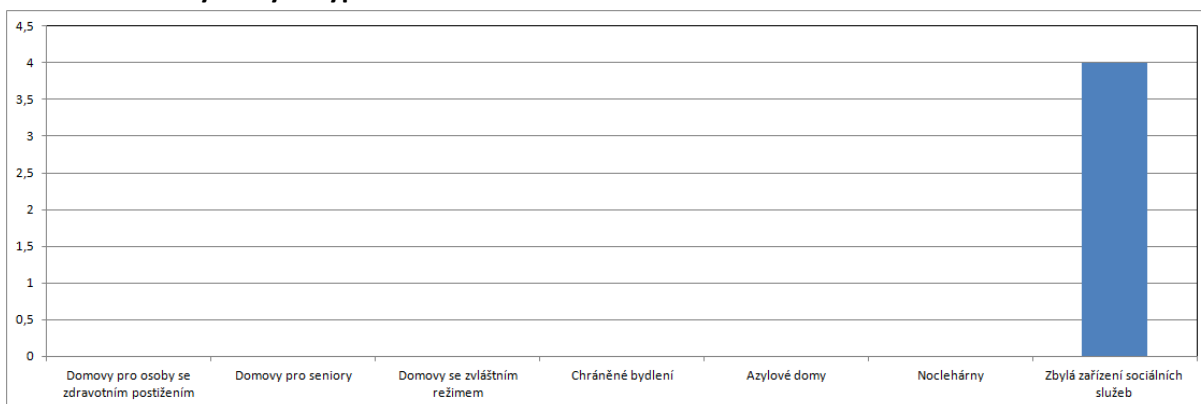 4,5
4
3,5
3
2,5
2
1,5
1
0,5
0
Domovy pro osoby se
zdravotním postižením
Domovy pro seniory
Domovy se zvláštním
režimem
Chráněné bydlení
Azylové domy
Noclehárny
Zbylá zařízení sociálních
služeb